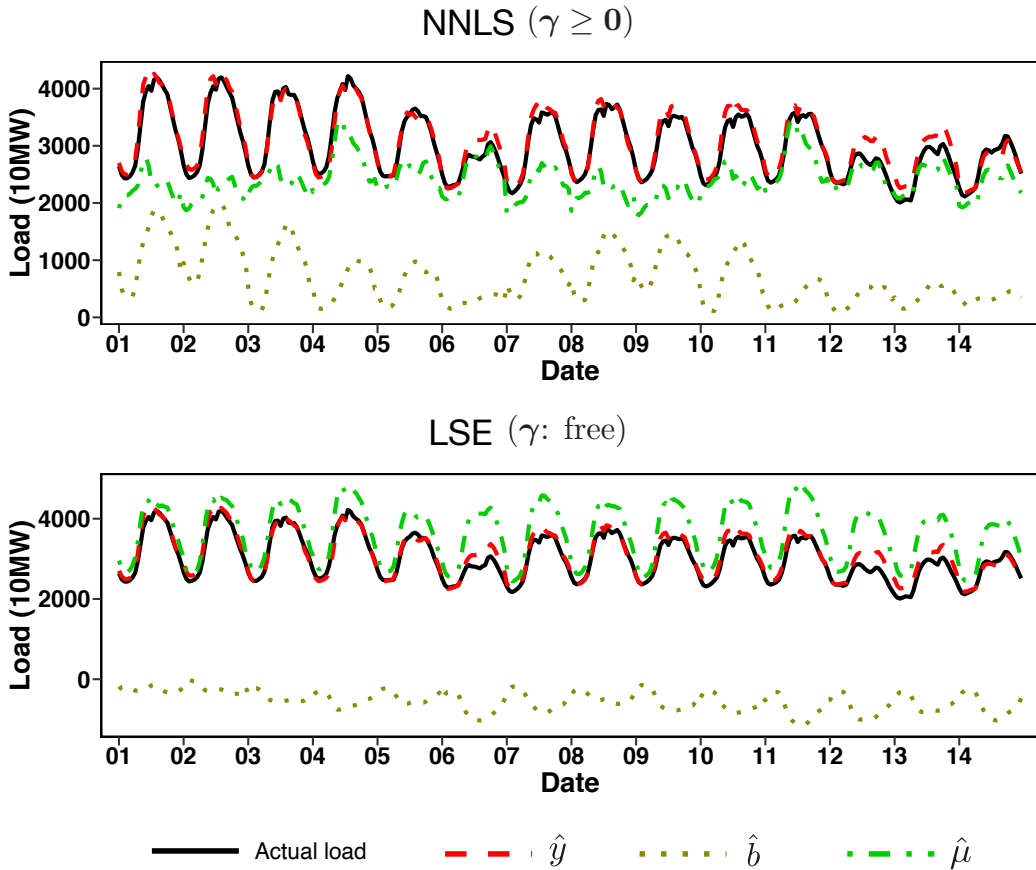 NNLS (γ ≥ 0)
Load (10MW)
4000
3000
2000
1000
0
01 02 03 04 05 06 07 08 09 10 11 12 13 14
Date
LSE (γ: free)
Load (10MW)
4000
2000
0
01 02 03 04 05 06 07 08 09 10 11 12 13 14
Date
Actual load ŷ b̂ μ̂